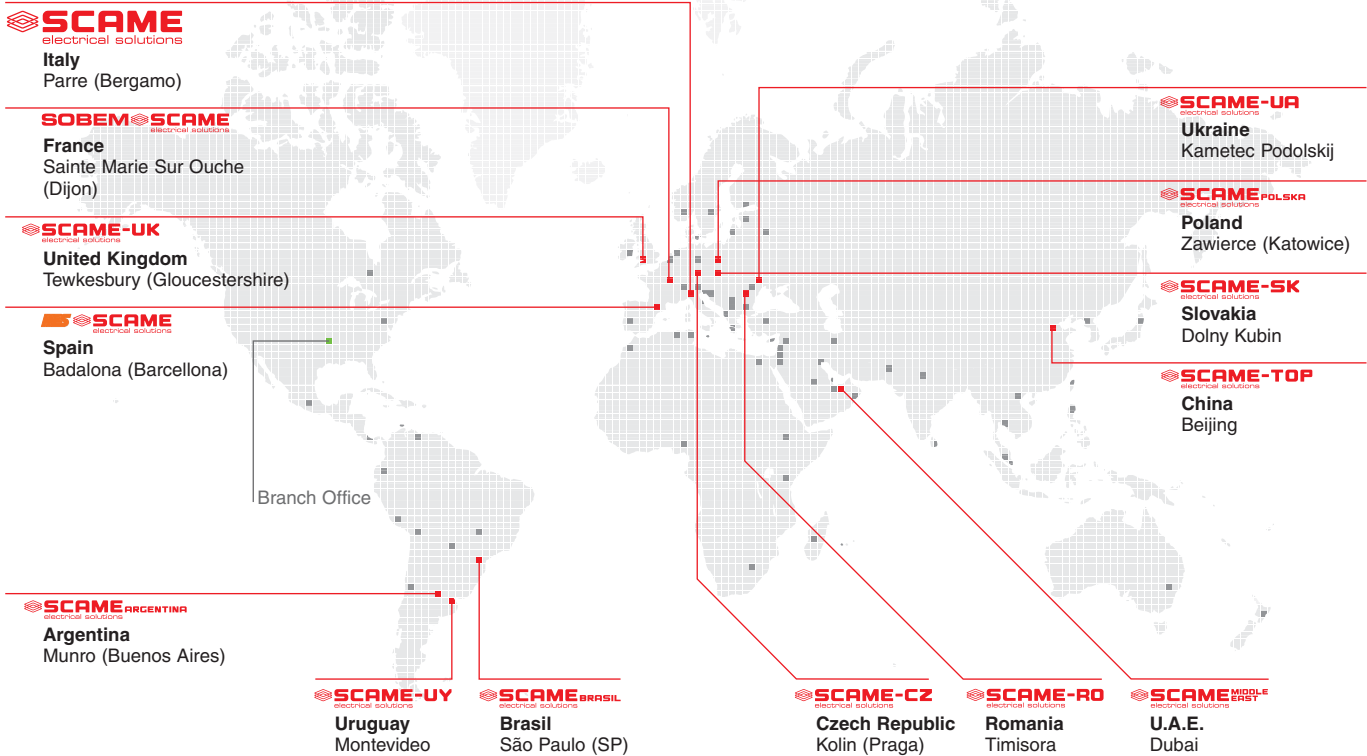 SCAME
electrical solutions
Italy
Parre (Bergamo)
SOBEM SCAME
electrical solutions
France
Sainte Marie Sur Ouche
(Dijon)
SCAME-UK
electrical solutions
United Kingdom
Tewkesbury (Gloucestershire)
SCAME
electrical solutions
Spain
Badalona (Barcellona)
Branch Office
SCAME ARGENTINA
electrical solutions
Argentina
Munro (Buenos Aires)
SCAME-UY
electrical solutions
Uruguay
Montevideo
SCAME BRASIL
electrical solutions
Brasil
São Paulo (SP)
SCAME-CZ
electrical solutions
Czech Republic
Kolin (Praga)
SCAME-RO
electrical solutions
Romania
Timisora
SCAME MIDDLE EAST
electrical solutions
U.A.E.
Dubai
SCAME-UA
electrical solutions
Ukraine
Kametec Podolskij
SCAME POLSKA
electrical solutions
Poland
Zawierce (Katowice)
SCAME-SK
electrical solutions
Slovakia
Dolny Kubin
SCAME-TOP
electrical solutions
China
Beijing